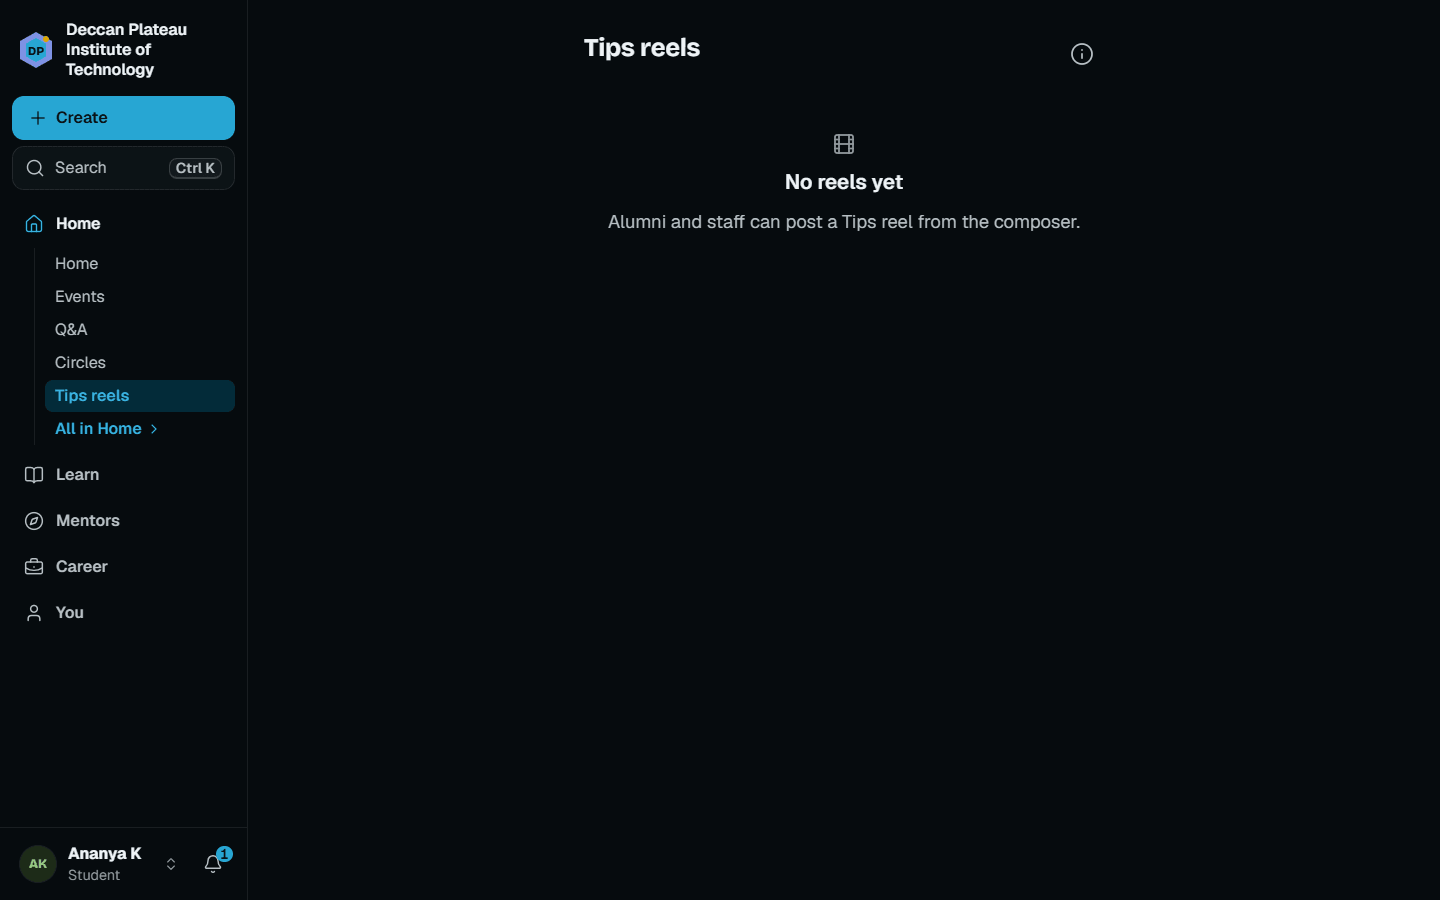 DP
Deccan Plateau
Institute of
Technology
Create
Search Ctrl K
Home
Home
Events
Q&A
Circles
Tips reels
All in Home
Learn
Mentors
Career
You
AK
Ananya K
Student
1
Tips reels
No reels yet
Alumni and staff can post a Tips reel from the composer.